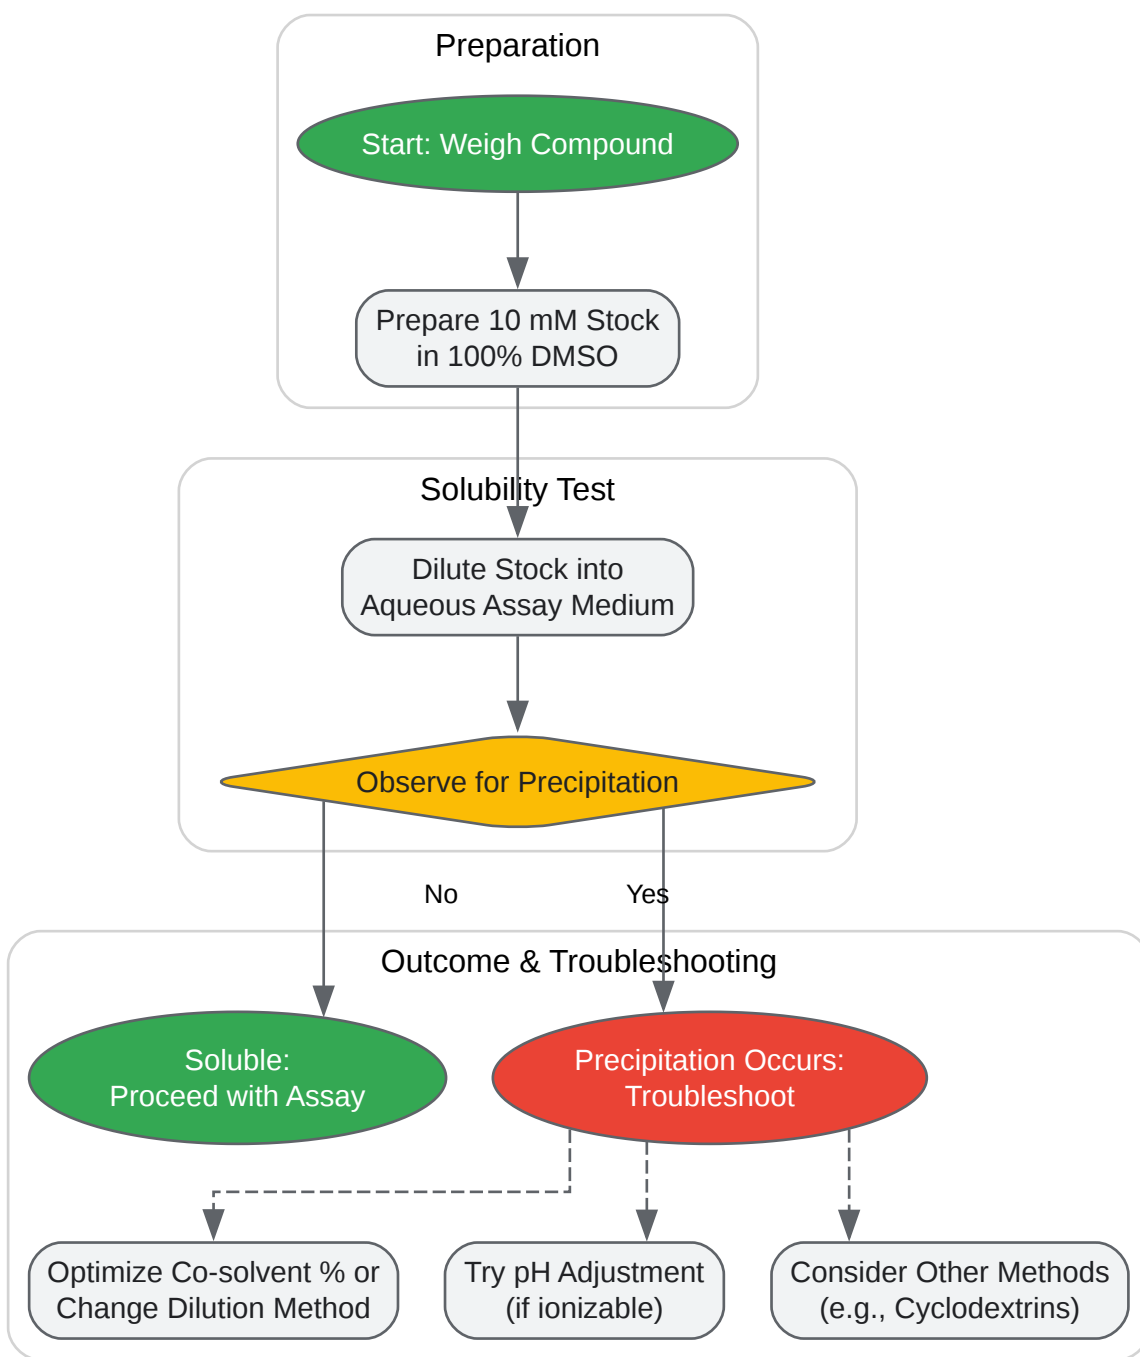 Preparation
Start: Weigh Compound
Prepare 10 mM Stock
in 100% DMSO
Solubility Test
Dilute Stock into
Aqueous Assay Medium
Observe for Precipitation
No
Yes
Outcome & Troubleshooting
Soluble:
Proceed with Assay
Precipitation Occurs:
Troubleshoot
Optimize Co-solvent % or
Change Dilution Method
Try pH Adjustment
(if ionizable)
Consider Other Methods
(e.g., Cyclodextrins)